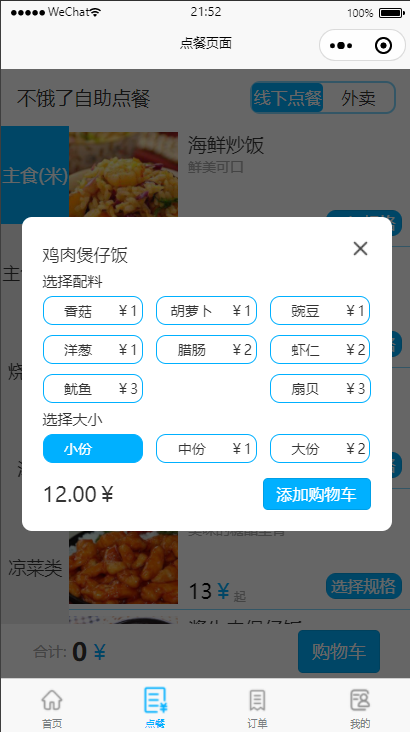 WeChat 21:52 100%
点餐页面
不饿了自助点餐 线下点餐 外卖
主食(米) 海鲜炒饭
鲜美可口
鸡肉煲仔饭
选择配料
香菇 ¥1 胡萝卜 ¥1 豌豆 ¥1
洋葱 ¥1 腊肠 ¥2 虾仁 ¥2
鱿鱼 ¥3 扇贝 ¥3
选择大小
小份 中份 ¥1 大份 ¥2
12.00¥ 添加购物车
凉菜类
13¥起 选择规格
合计: 0¥ 购物车
首页 点餐 订单 我的